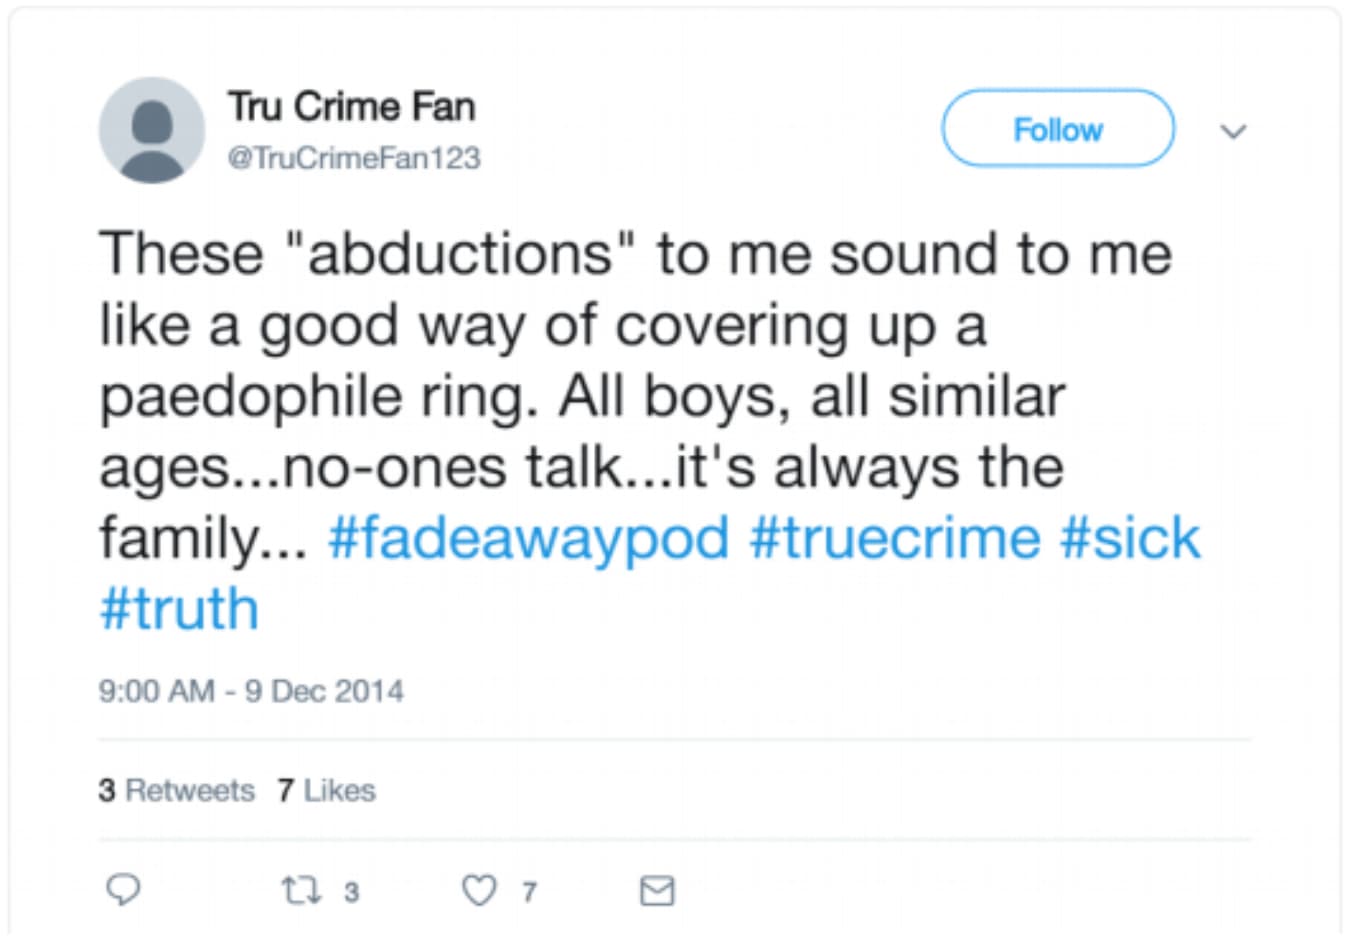 Tru Crime Fan
@TruCrimeFan123
Follow
These "abductions" to me sound to me
like a good way of covering up a
paedophile ring. All boys, all similar
ages...no-ones talk...it's always the
family... #fadeawaypod #truecrime #sick
#truth
9:00 AM - 9 Dec 2014
3 Retweets 7 Likes
3 7